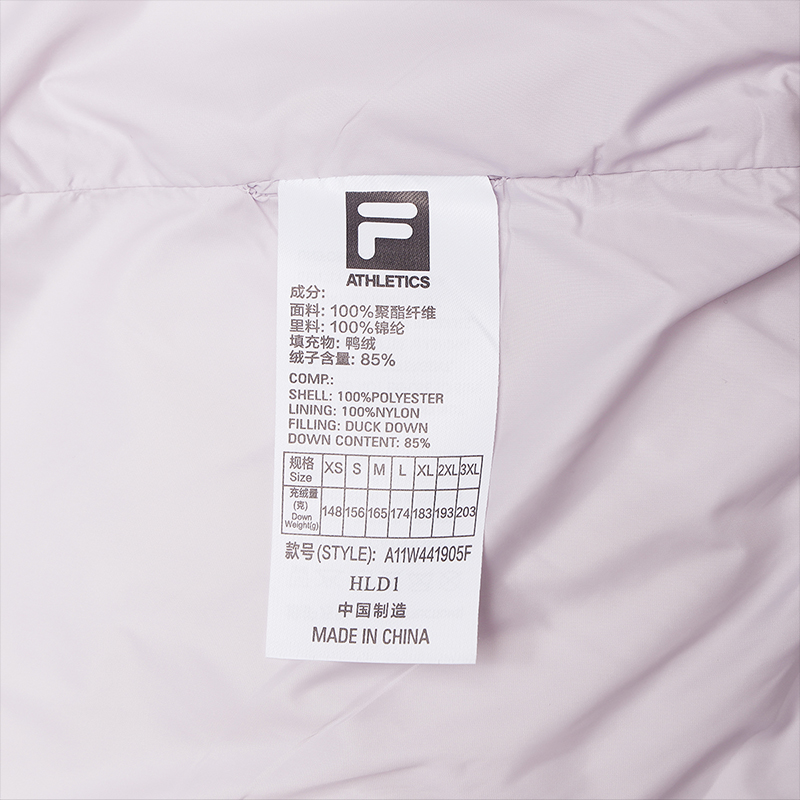 F
ATHLETICS
成分:
面料: 100%聚酯纤维
里料: 100%锦纶
填充物: 鸭绒
绒子含量: 85%
COMP.:
SHELL: 100%POLYESTER
LINING: 100%NYLON
FILLING: DUCK DOWN
DOWN CONTENT: 85%
规格 Size XS S M L XL 2XL 3XL
充绒量 (克) Down Weight(g) 148 156 165 174 183 193 203
款号(STYLE): A11W441905F
HLD1
中国制造
MADE IN CHINA